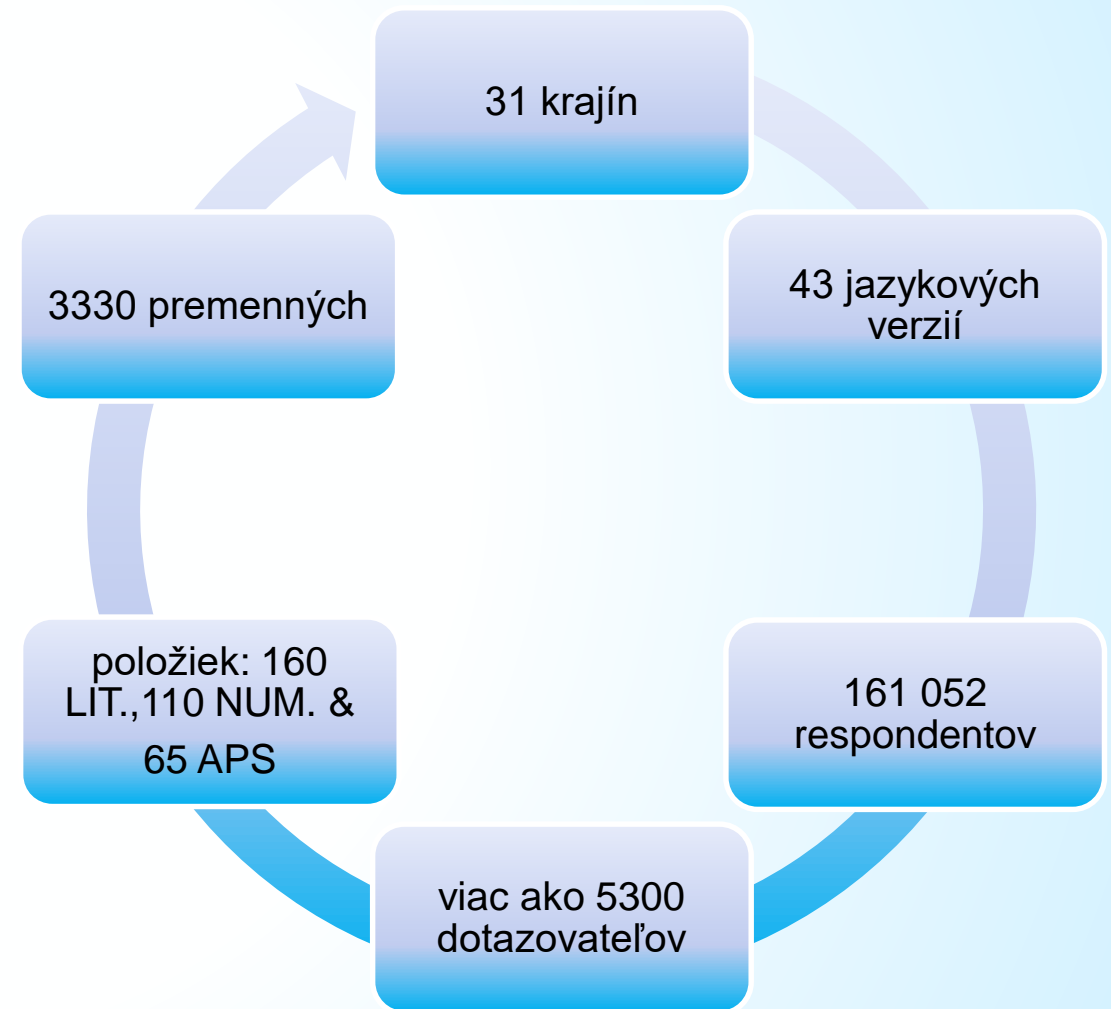 31 krajín
43 jazykových
verzií
161 052
respondentov
viac ako 5300
dotazovateľov
položiek: 160
LIT.,110 NUM. &
65 APS
3330 premenných